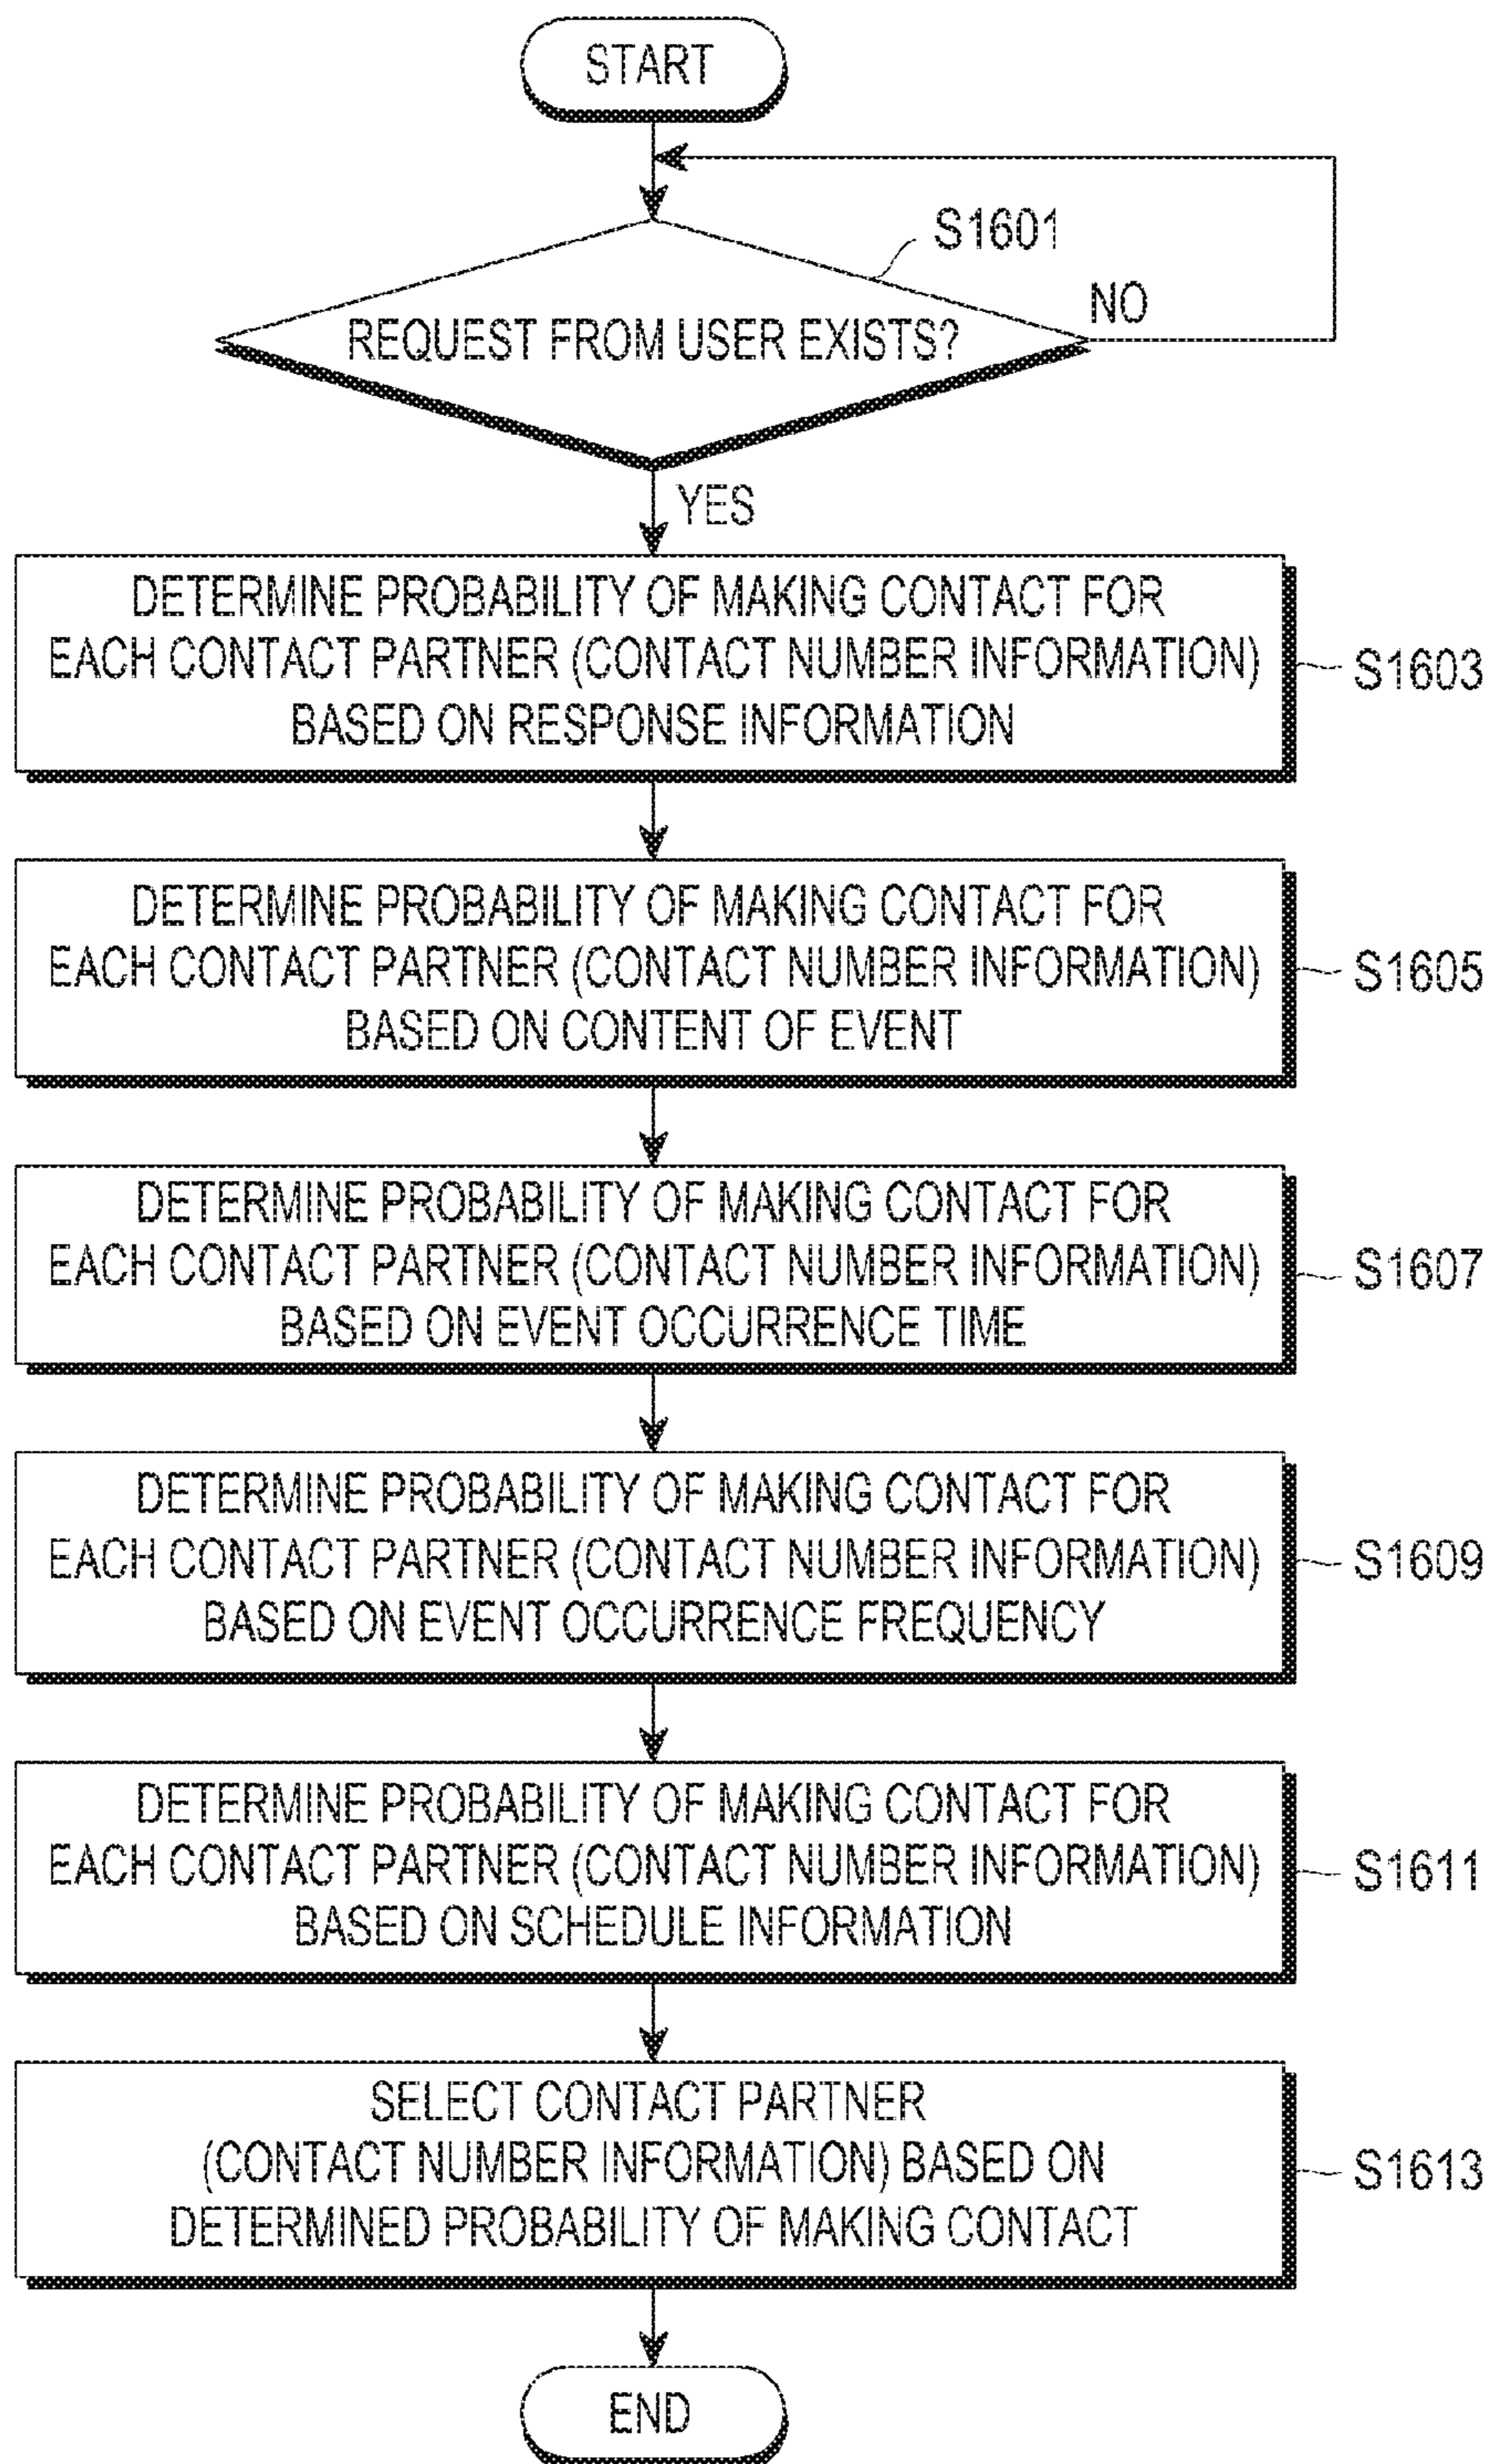 START
S1601
NO
REQUEST FROM USER EXISTS?
YES
DETERMINE PROBABILITY OF MAKING CONTACT FOR
EACH CONTACT PARTNER (CONTACT NUMBER INFORMATION)
BASED ON RESPONSE INFORMATION
S1603
DETERMINE PROBABILITY OF MAKING CONTACT FOR
EACH CONTACT PARTNER (CONTACT NUMBER INFORMATION)
BASED ON CONTENT OF EVENT
S1605
DETERMINE PROBABILITY OF MAKING CONTACT FOR
EACH CONTACT PARTNER (CONTACT NUMBER INFORMATION)
BASED ON EVENT OCCURRENCE TIME
S1607
DETERMINE PROBABILITY OF MAKING CONTACT FOR
EACH CONTACT PARTNER (CONTACT NUMBER INFORMATION)
BASED ON EVENT OCCURRENCE FREQUENCY
S1609
DETERMINE PROBABILITY OF MAKING CONTACT FOR
EACH CONTACT PARTNER (CONTACT NUMBER INFORMATION)
BASED ON SCHEDULE INFORMATION
S1611
SELECT CONTACT PARTNER
(CONTACT NUMBER INFORMATION) BASED ON
DETERMINED PROBABILITY OF MAKING CONTACT
S1613
END